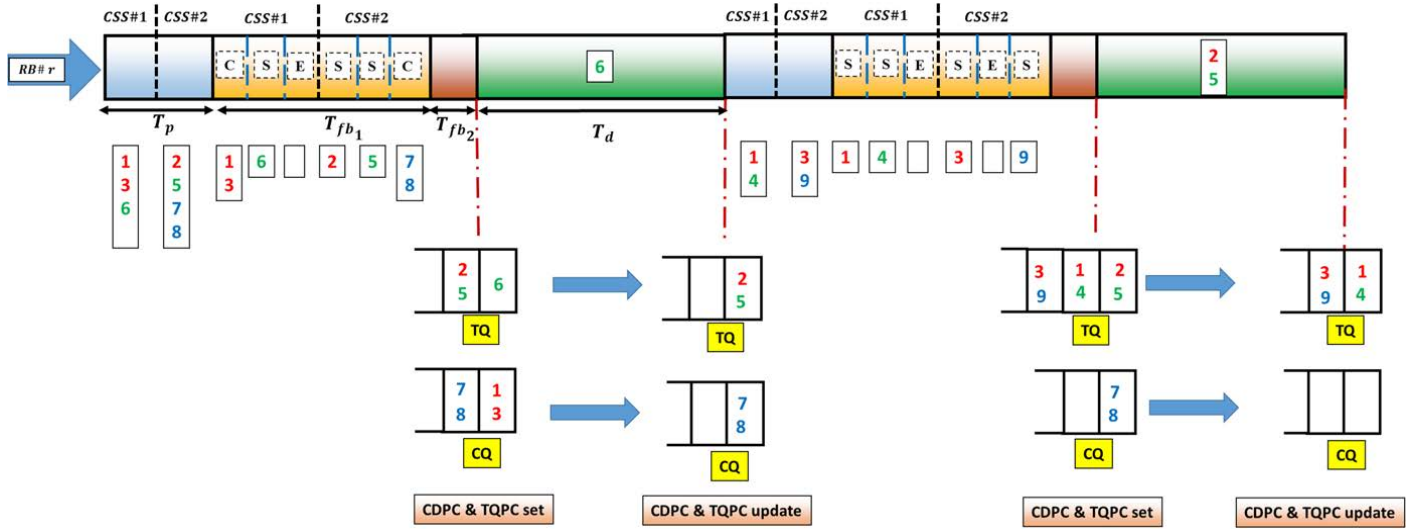 CSS#1 CSS#2 CSS#1 CSS#2 CSS#1 CSS#2 CSS#1 CSS#2
RB# r C S E S S C 6 S S E S E S 2
5
T_p T_{fb_1} T_{fb_2} T_d
1 2 1 6 2 5 7 1 3 1 4 3 9
3 5 3 8 4 9
6 7
8
2 6 2 3 1 2 3 1
5 5 9 4 5 9 4
TQ TQ TQ TQ
7 1 7 7
8 3 8 8
CQ CQ CQ CQ
CDPC & TQPC set CDPC & TQPC update CDPC & TQPC set CDPC & TQPC update